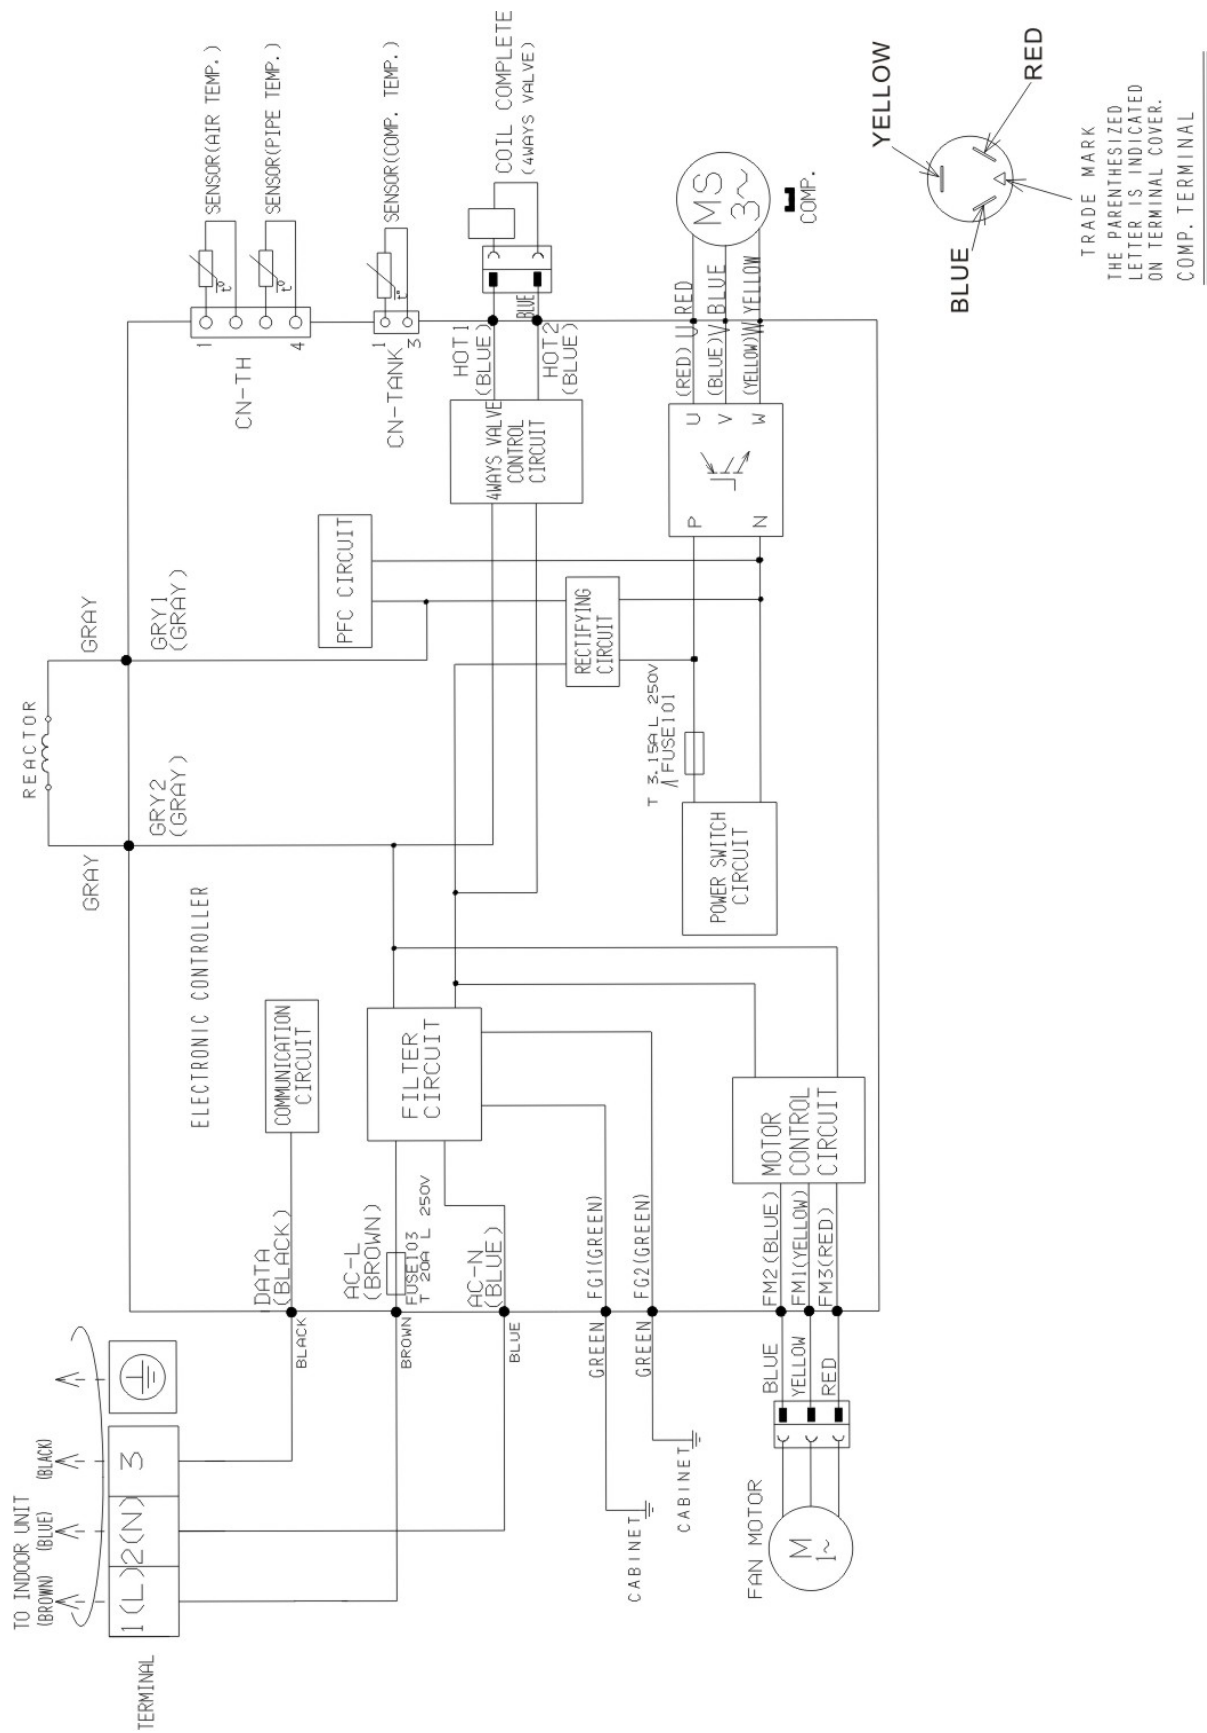 REACTOR
GRAY
GRAY
GRY2
(GRAY)
GRY1
(GRAY)
ELECTRONIC CONTROLLER
TO INDOOR UNIT
(BROWN)
(BLUE)
(BLACK)
1(L)
2(N)
3
TERMINAL
DATA
(BLACK)
BLACK
AC-L
(BROWN)
BROWN
FUSE103
T 20A L 250V
AC-N
(BLUE)
BLUE
COMMUNICATION
CIRCUIT
FILTER
CIRCUIT
GREEN
FG1(GREEN)
GREEN
FG2(GREEN)
CABINET
CABINET
FAN MOTOR
M
1~
BLUE
YELLOW
RED
FM2(BLUE)
FM1(YELLOW)
FM3(RED)
MOTOR
CONTROL
CIRCUIT
POWER SWITCH
CIRCUIT
T 3.15A L 250V
FUSE101
RECTIFYING
CIRCUIT
PFC CIRCUIT
4WAYS VALVE
CONTROL
CIRCUIT
P
N
U
V
W
(RED)
U
RED
(BLUE)
V
BLUE
(YELLOW)
W
YELLOW
MS
3~
COMP.
HOT1
(BLUE)
HOT2
(BLUE)
BLUE
COIL COMPLETE
(4WAYS VALVE)
CN-TH
1
4
SENSOR(AIR TEMP.)
t°
SENSOR(PIPE TEMP.)
t°
CN-TANK
1
3
SENSOR(COMP. TEMP.)
t°
YELLOW
RED
BLUE
TRADE MARK
THE PARENTHESIZED
LETTER IS INDICATED
ON TERMINAL COVER.
COMP. TERMINAL